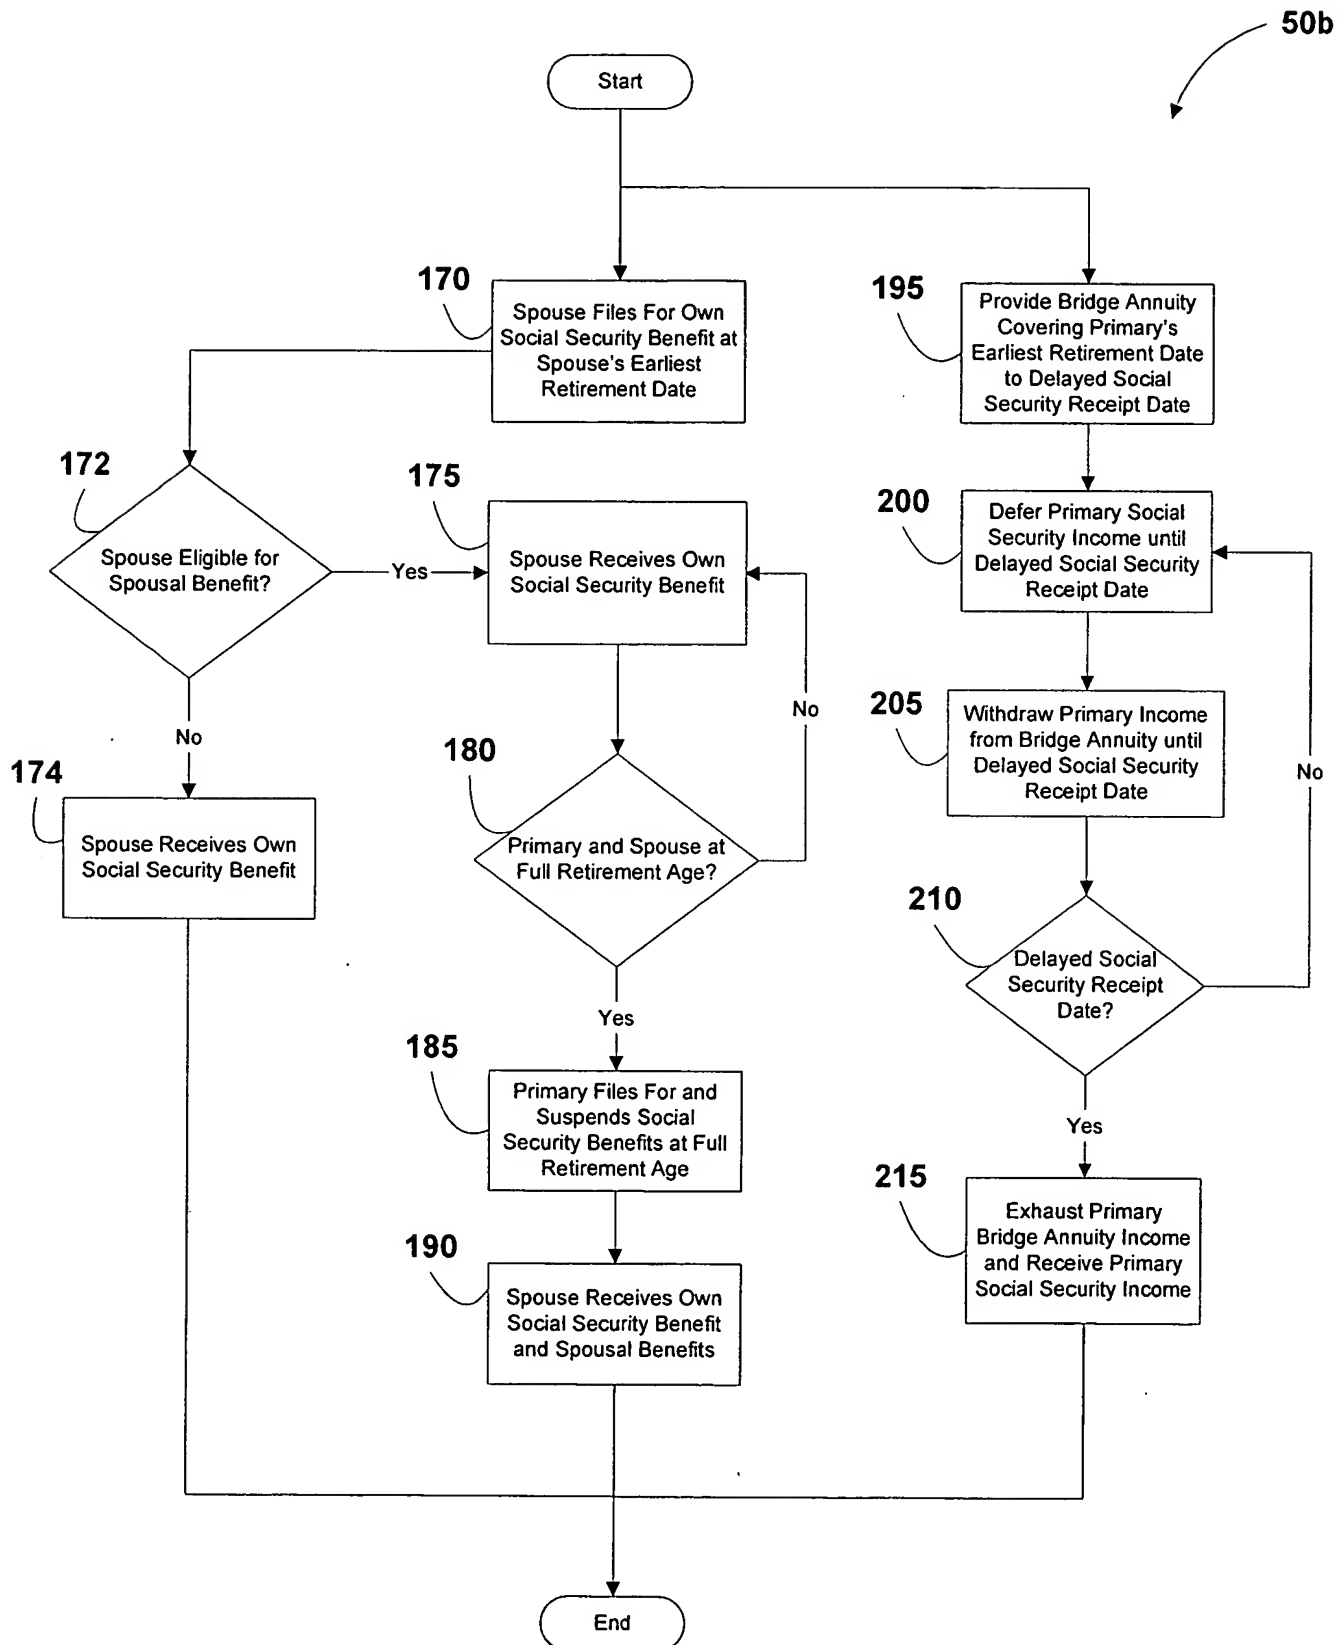 50b
Start
170
Spouse Files For Own
Social Security Benefit at
Spouse's Earliest
Retirement Date
195
Provide Bridge Annuity
Covering Primary's
Earliest Retirement Date
to Delayed Social
Security Receipt Date
172
Spouse Eligible for
Spousal Benefit?
Yes
No
175
Spouse Receives Own
Social Security Benefit
No
200
Defer Primary Social
Security Income until
Delayed Social Security
Receipt Date
No
174
Spouse Receives Own
Social Security Benefit
180
Primary and Spouse at
Full Retirement Age?
Yes
205
Withdraw Primary Income
from Bridge Annuity until
Delayed Social Security
Receipt Date
210
Delayed Social
Security Receipt
Date?
Yes
185
Primary Files For and
Suspends Social
Security Benefits at Full
Retirement Age
190
Spouse Receives Own
Social Security Benefit
and Spousal Benefits
215
Exhaust Primary
Bridge Annuity Income
and Receive Primary
Social Security Income
End